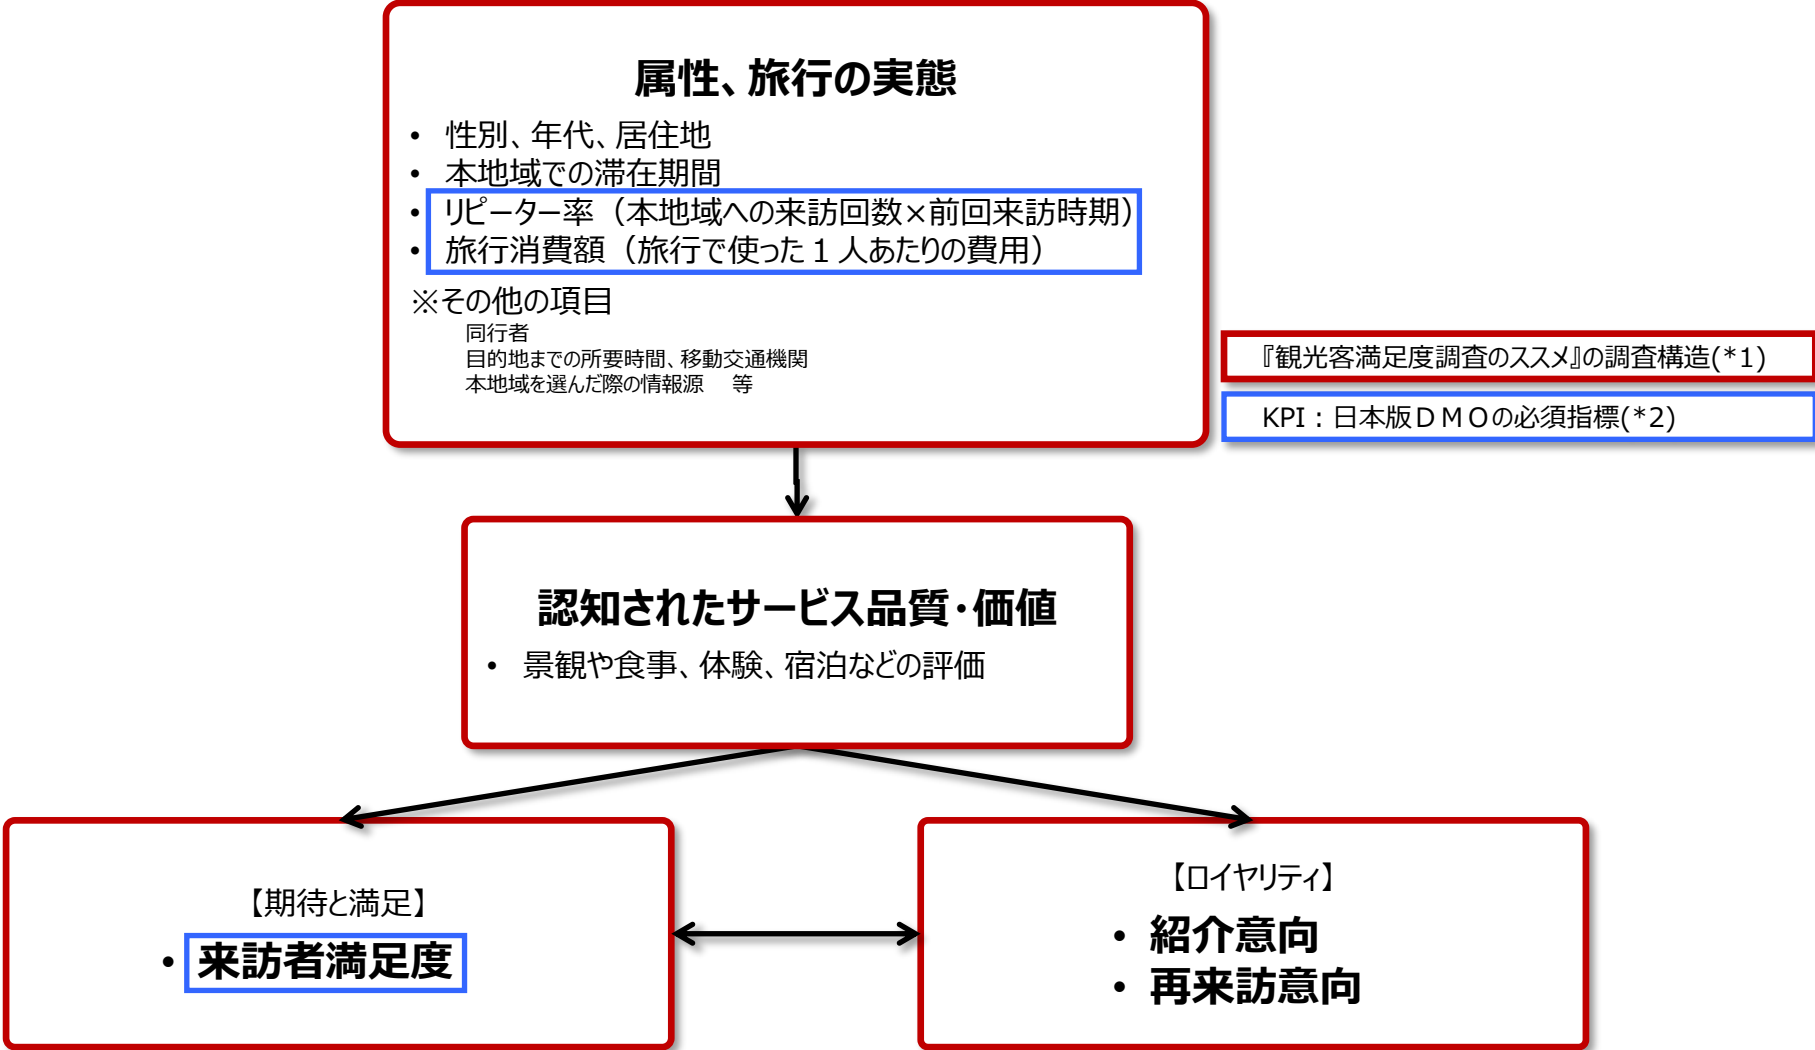 属性、旅行の実態
• 性別、年代、居住地
• 本地域での滞在期間
• リピーター率（本地域への来訪回数×前回来訪時期）
• 旅行消費額（旅行で使った１人あたりの費用）
※その他の項目
同行者
目的地までの所要時間、移動交通機関
本地域を選んだ際の情報源　等
『観光客満足度調査のススメ』の調査構造(*1)
KPI：日本版ＤＭＯの必須指標(*2)
認知されたサービス品質・価値
• 景観や食事、体験、宿泊などの評価
【期待と満足】
• 来訪者満足度
【ロイヤリティ】
• 紹介意向
• 再来訪意向